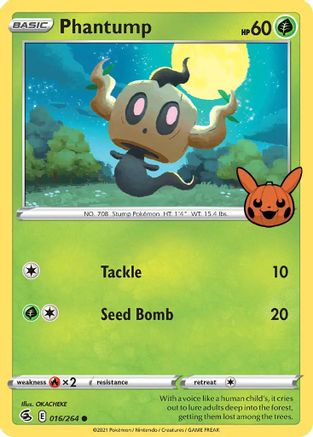 BASIC Phantump HP 60
NO. 708 Stump Pokémon HT: 1'4" WT: 15.4 lbs.
Tackle 10
Seed Bomb 20
weakness ×2 resistance retreat
Illus. OKACHEKE
With a voice like a human child's, it cries
out to lure adults deep into the forest,
getting them lost among the trees.
E 016/264
©2021 Pokémon / Nintendo / Creatures / GAME FREAK